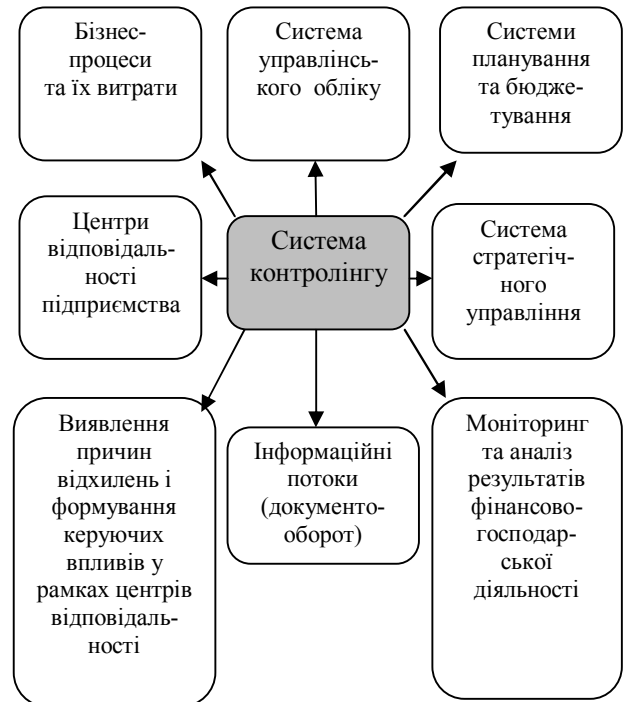 Бізнес-
процеси
та їх витрати
Система
управлінсь-
кого обліку
Системи
планування
та бюдже-
тування
Центри
відповідаль-
ності
підприємства
Система
контролінгу
Система
стратегіч-
ного
управління
Виявлення
причин
відхилень і
формування
керуючих
впливів у
рамках центрів
відповідаль-
ності
Інформаційні
потоки
(документо-
оборот)
Моніторинг
та аналіз
результатів
фінансово-
господар-
ської
діяльності